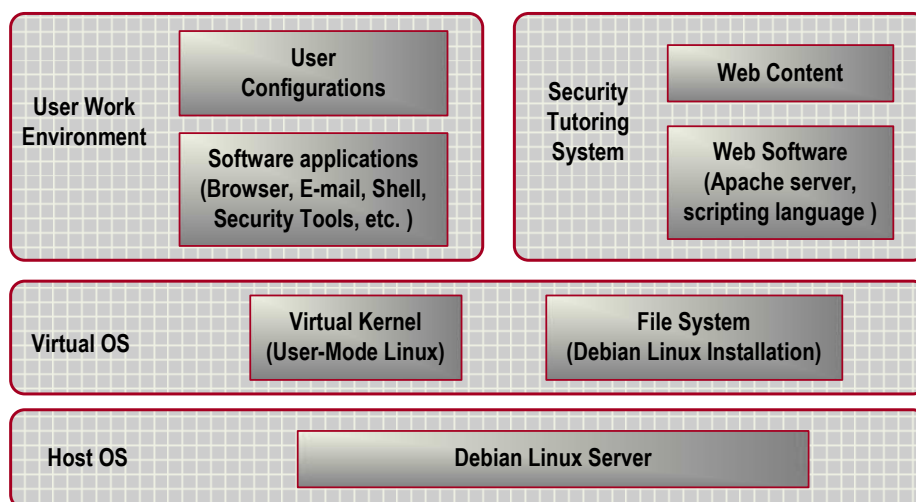 User Work
Environment
User
Configurations
Software applications
(Browser, E-mail, Shell,
Security Tools, etc. )
Security
Tutoring
System
Web Content
Web Software
(Apache server,
scripting language )
Virtual OS
Virtual Kernel
(User-Mode Linux)
File System
(Debian Linux Installation)
Host OS
Debian Linux Server